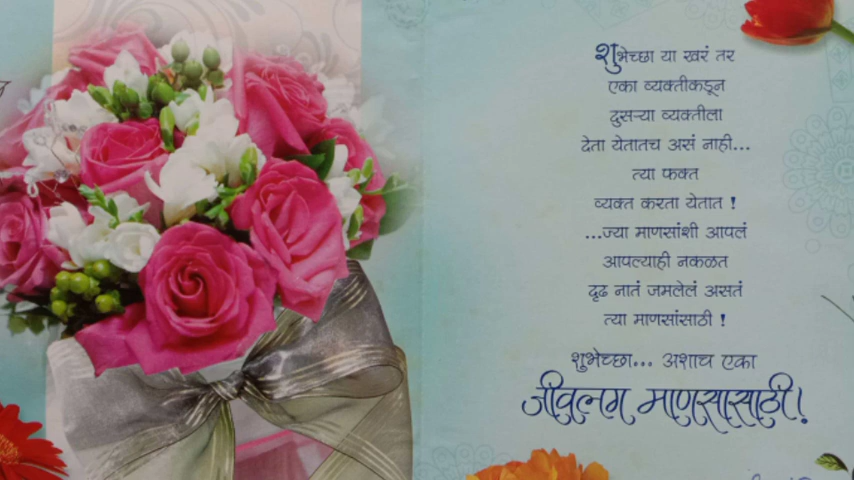 शुभेच्छा या खरं तर
एका व्यक्तीकडून
दुसऱ्या व्यक्तीला
देता येतातच असं नाही...
त्या फक्त
व्यक्त करता येतात !
...ज्या माणसांशी आपलं
आपल्याही नकळत
दृढ नातं जमलेलं असतं
त्या माणसांसाठी !
शुभेच्छा... अशाच एका
जीवलग माणसासाठी!